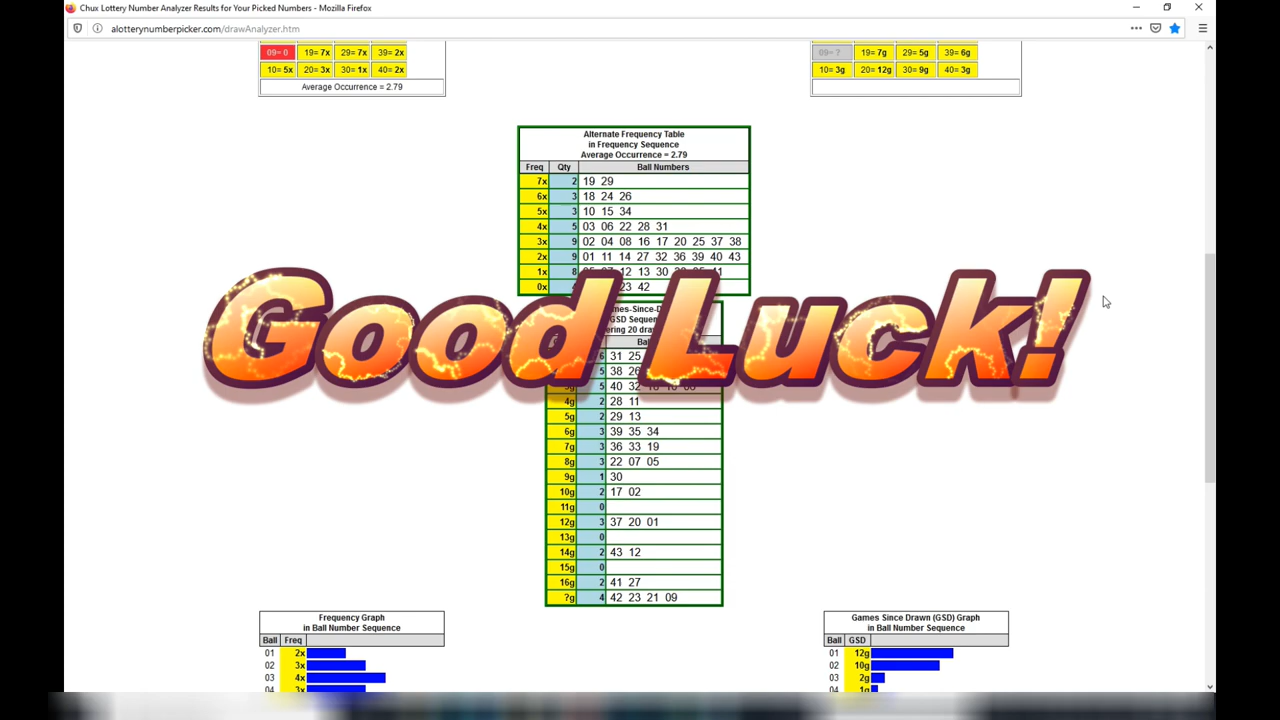 Chux Lottery Number Analyzer Results for Your Picked Numbers - Mozilla Firefox
alotterynumberpicker.com/drawAnalyzer.htm
09= 0 19= 7x 29= 7x 39= 2x
10= 5x 20= 3x 30= 1x 40= 2x
Average Occurrence = 2.79
09= ? 19= 7g 29= 5g 39= 6g
10= 3g 20= 12g 30= 9g 40= 3g
Alternate Frequency Table
in Frequency Sequence
Average Occurrence = 2.79
Freq Qty Ball Numbers
7x 2 19 29
6x 3 18 24 26
5x 3 10 15 34
4x 5 03 06 22 28 31
3x 9 02 04 08 16 17 20 25 37 38
2x 9 01 11 14 27 32 36 39 40 43
1x 8 12 13 30
0x 23 42
Good Luck!
6 31 25
5 38 26
5 40 32
4g 2 28 11
5g 2 29 13
6g 3 39 35 34
7g 3 36 33 19
8g 3 22 07 05
9g 1 30
10g 2 17 02
11g 0
12g 3 37 20 01
13g 0
14g 2 43 12
15g 0
16g 2 41 27
?g 4 42 23 21 09
Frequency Graph
in Ball Number Sequence
Ball Freq
01 2x
02 3x
03 4x
04 3x
Games Since Drawn (GSD) Graph
in Ball Number Sequence
Ball GSD
01 12g
02 10g
03 2g
04 1g